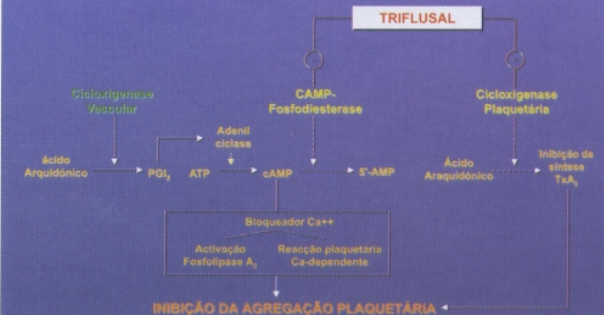 TRIFLUSAL
Cicloxigenase
Vascular
CAMP-
Fosfodiesterase
Cicloxigenase
Plaquetária
Adenil
ciclase
ácido
Arquidónico
PGI2
ATP
cAMP
5'-AMP
Ácido
Araquidónico
Inibição da
síntese
TxA2
Bloqueador Ca++
Activação
Fosfolipase A2
Reacção plaquetária
Ca-dependente
INIBIÇÃO DA AGREGAÇÃO PLAQUETÁRIA